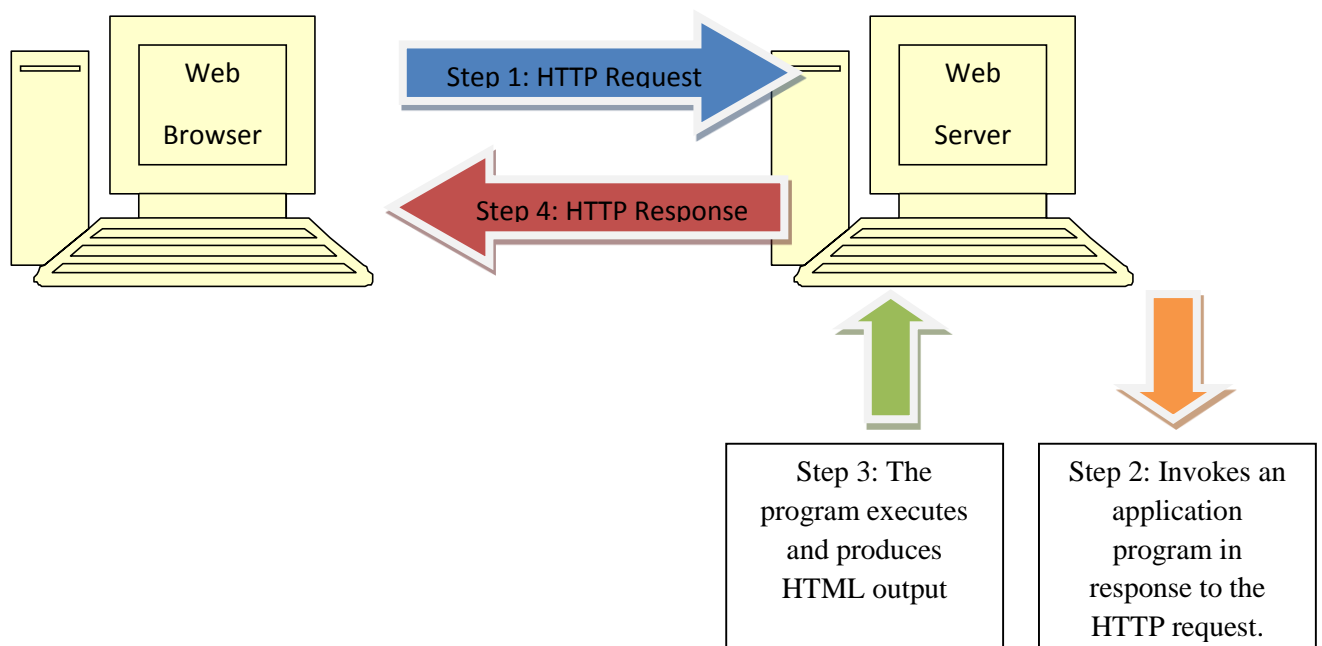 Web
Browser
Step 1: HTTP Request
Web
Server
Step 4: HTTP Response
Step 3: The
program executes
and produces
HTML output
Step 2: Invokes an
application
program in
response to the
HTTP request.